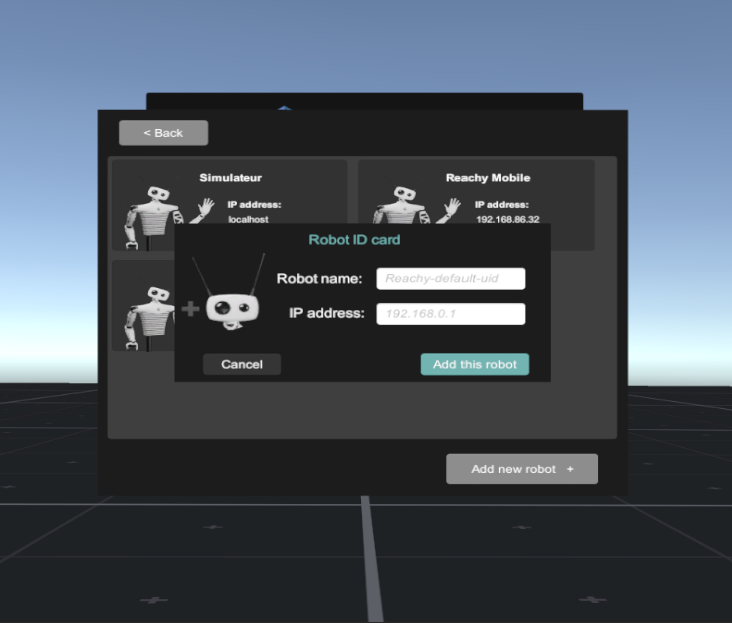 < Back
Simulateur
IP address:
localhost
Reachy Mobile
IP address:
192.168.86.32
Robot ID card
Robot name:
Reachy-default-uid
IP address:
192.168.0.1
Cancel
Add this robot
Add new robot +